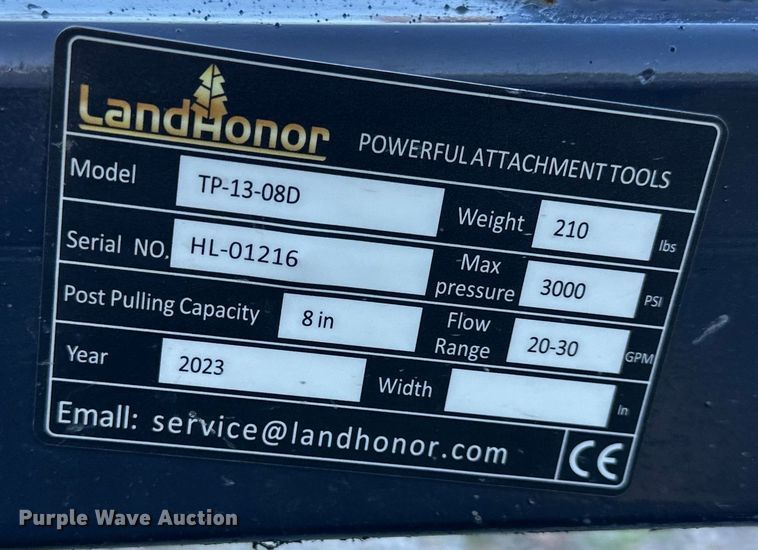 LandHonor
POWERFUL ATTACHMENT TOOLS
Model TP-13-08D Weight 210 lbs
Serial NO. HL-01216 Max pressure 3000 PSI
Post Pulling Capacity 8 in Flow Range 20-30 GPM
Year 2023 Width In
Emall: service@landhonor.com CE
Purple Wave Auction